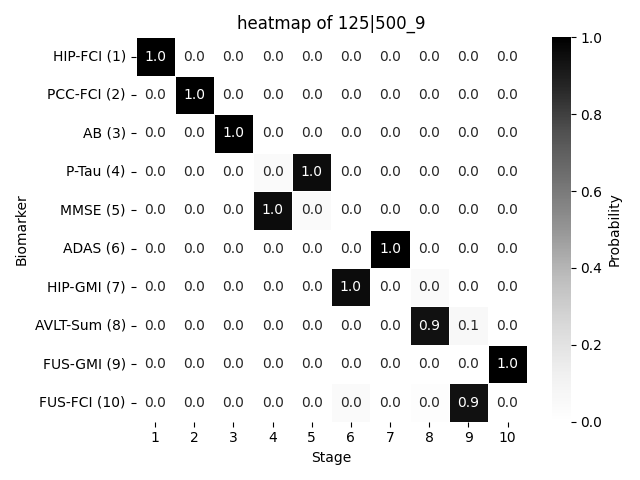 heatmap of 125|500_9
HIP-FCI (1) 1.0 0.0 0.0 0.0 0.0 0.0 0.0 0.0 0.0 0.0
PCC-FCI (2) 0.0 1.0 0.0 0.0 0.0 0.0 0.0 0.0 0.0 0.0
AB (3) 0.0 0.0 1.0 0.0 0.0 0.0 0.0 0.0 0.0 0.0
P-Tau (4) 0.0 0.0 0.0 0.0 1.0 0.0 0.0 0.0 0.0 0.0
MMSE (5) 0.0 0.0 0.0 1.0 0.0 0.0 0.0 0.0 0.0 0.0
ADAS (6) 0.0 0.0 0.0 0.0 0.0 0.0 1.0 0.0 0.0 0.0
HIP-GMI (7) 0.0 0.0 0.0 0.0 0.0 1.0 0.0 0.0 0.0 0.0
AVLT-Sum (8) 0.0 0.0 0.0 0.0 0.0 0.0 0.0 0.9 0.1 0.0
FUS-GMI (9) 0.0 0.0 0.0 0.0 0.0 0.0 0.0 0.0 0.0 1.0
FUS-FCI (10) 0.0 0.0 0.0 0.0 0.0 0.0 0.0 0.0 0.9 0.0
1 2 3 4 5 6 7 8 9 10
Stage
Biomarker
1.0
0.8
0.6
0.4
0.2
0.0
Probability